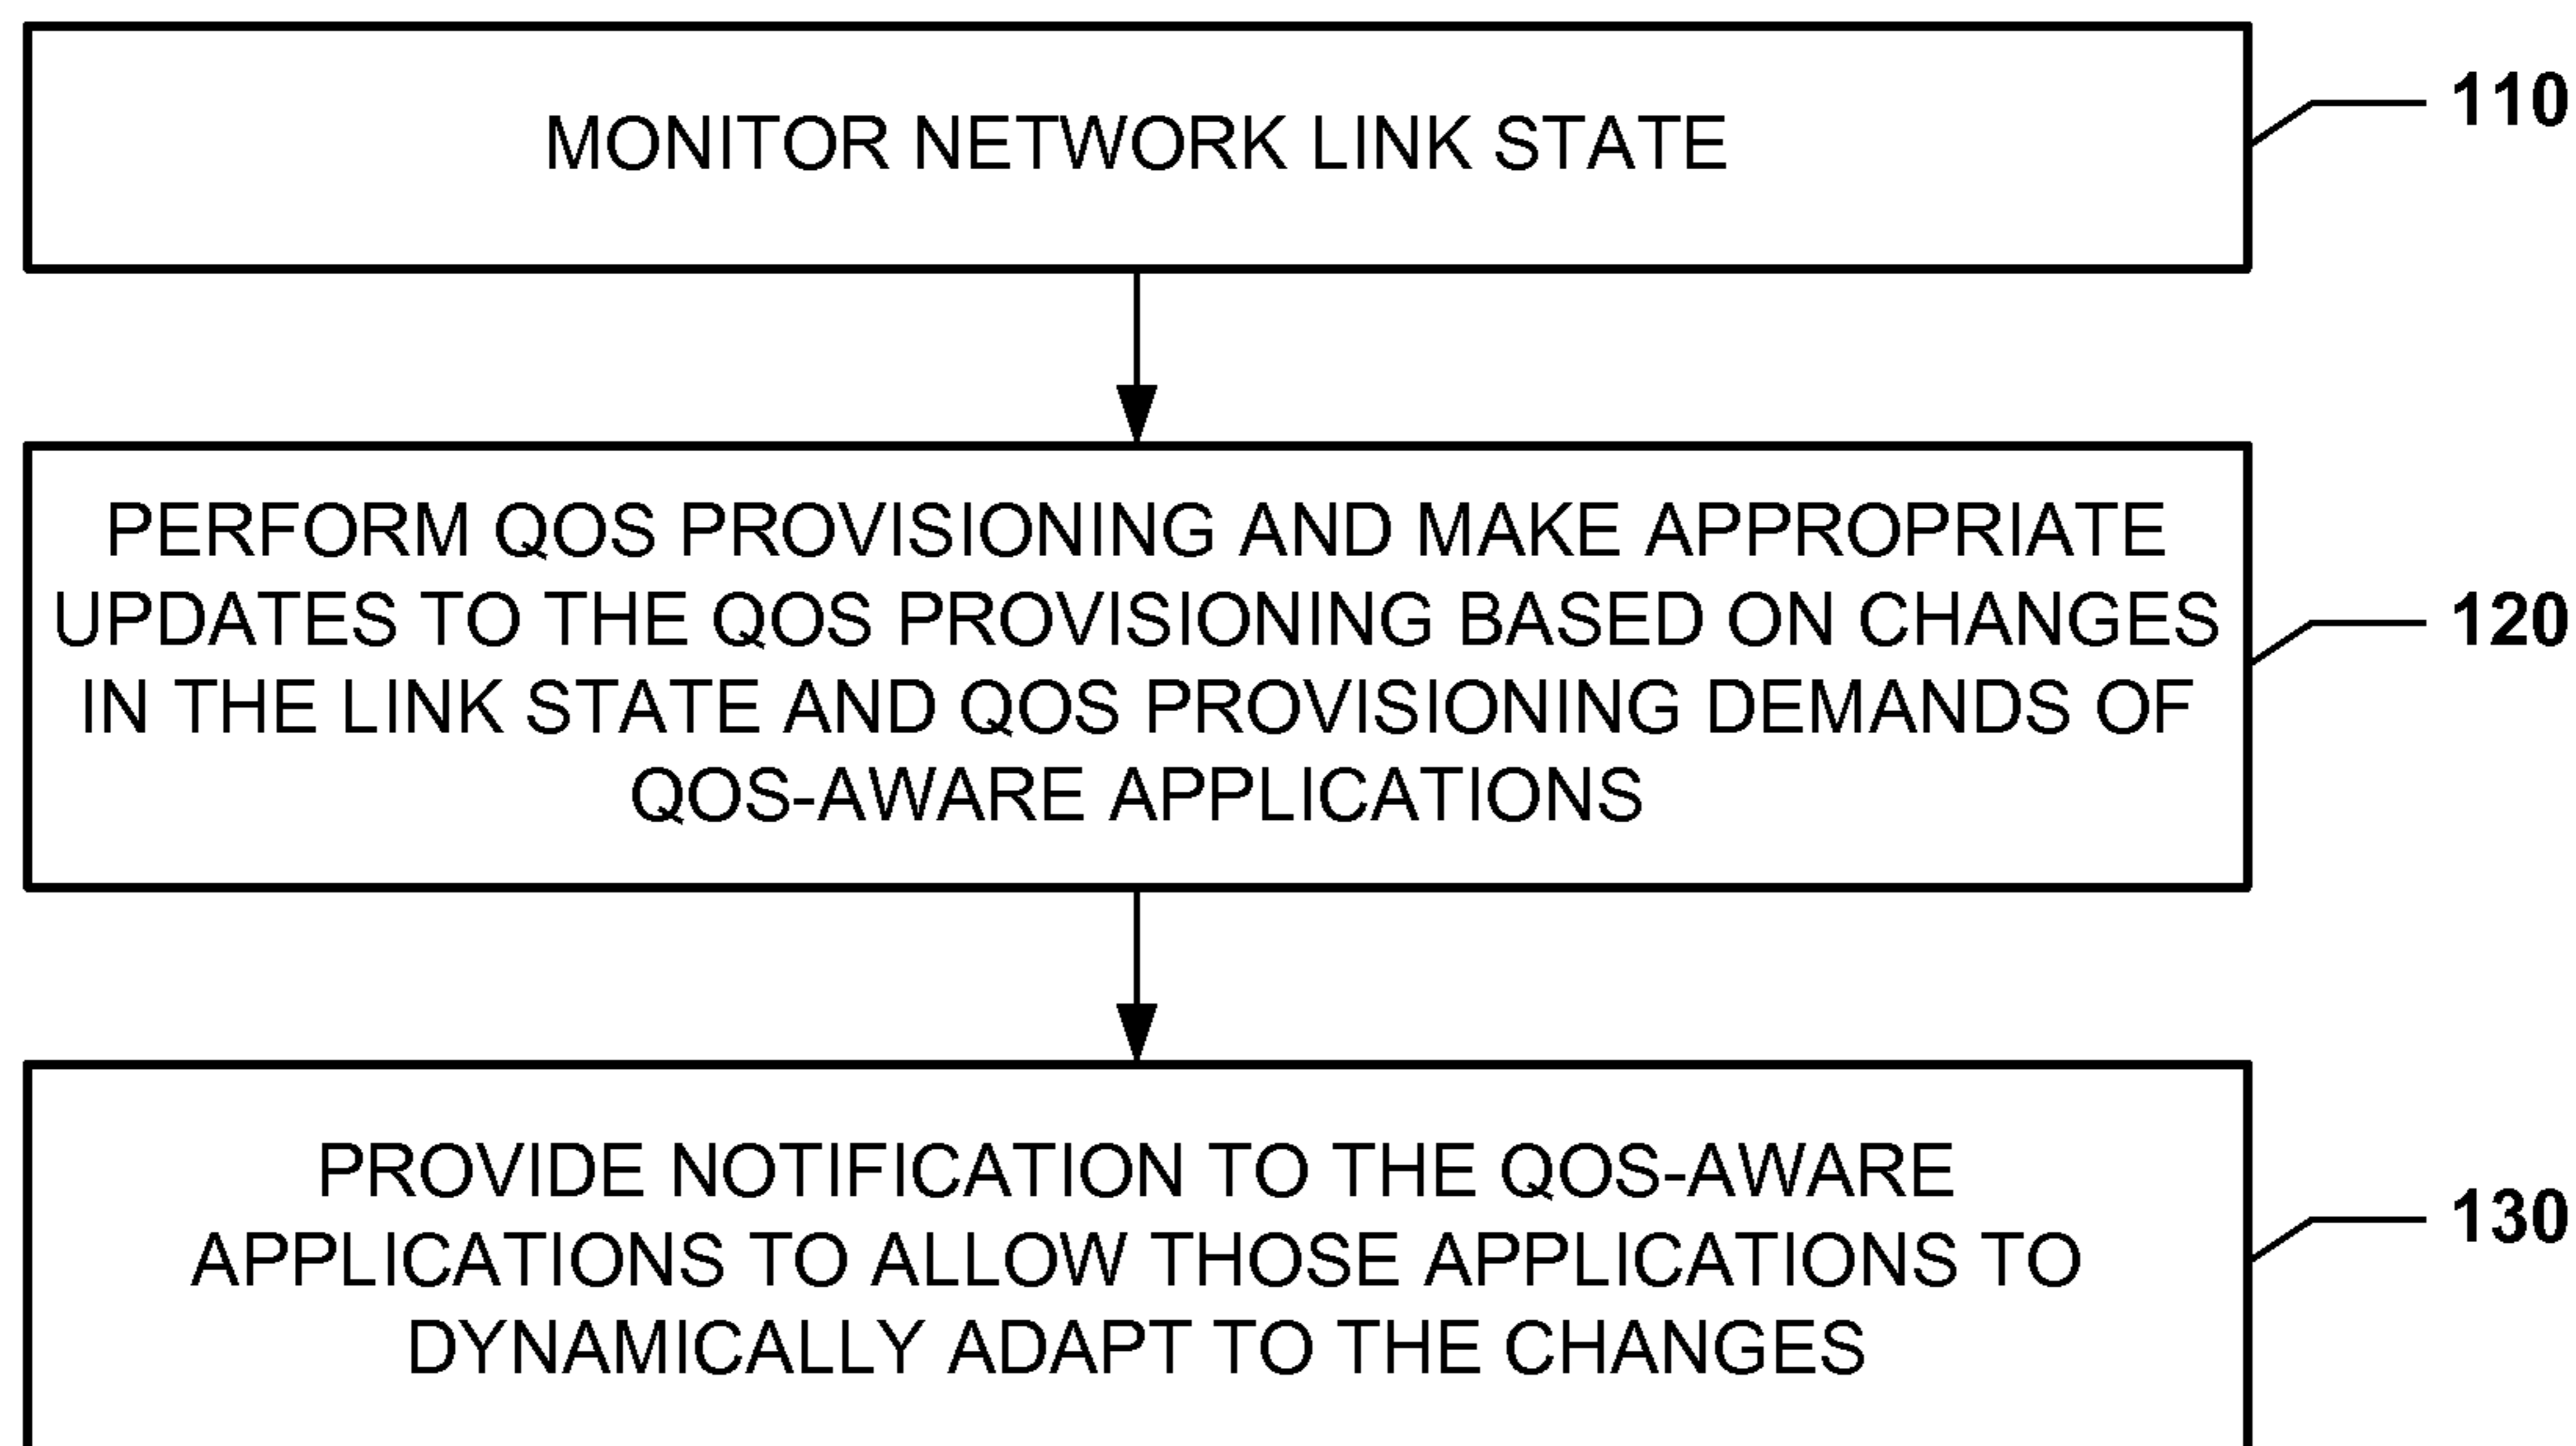 MONITOR NETWORK LINK STATE
110
PERFORM QOS PROVISIONING AND MAKE APPROPRIATE
UPDATES TO THE QOS PROVISIONING BASED ON CHANGES
IN THE LINK STATE AND QOS PROVISIONING DEMANDS OF
QOS-AWARE APPLICATIONS
120
PROVIDE NOTIFICATION TO THE QOS-AWARE
APPLICATIONS TO ALLOW THOSE APPLICATIONS TO
DYNAMICALLY ADAPT TO THE CHANGES
130